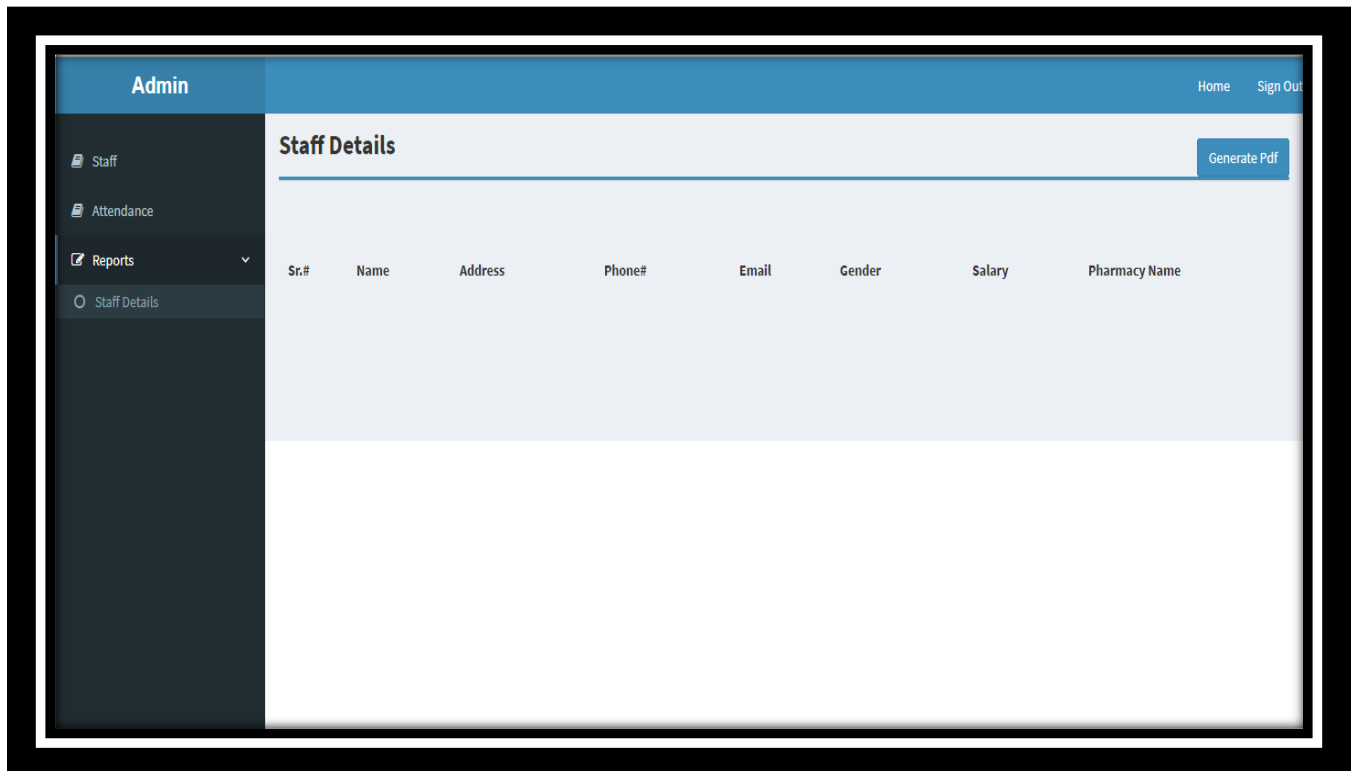 Admin
Home Sign Out
Staff Details
Generate Pdf
Staff
Attendance
Reports
Staff Details
Sr.# Name Address Phone# Email Gender Salary Pharmacy Name